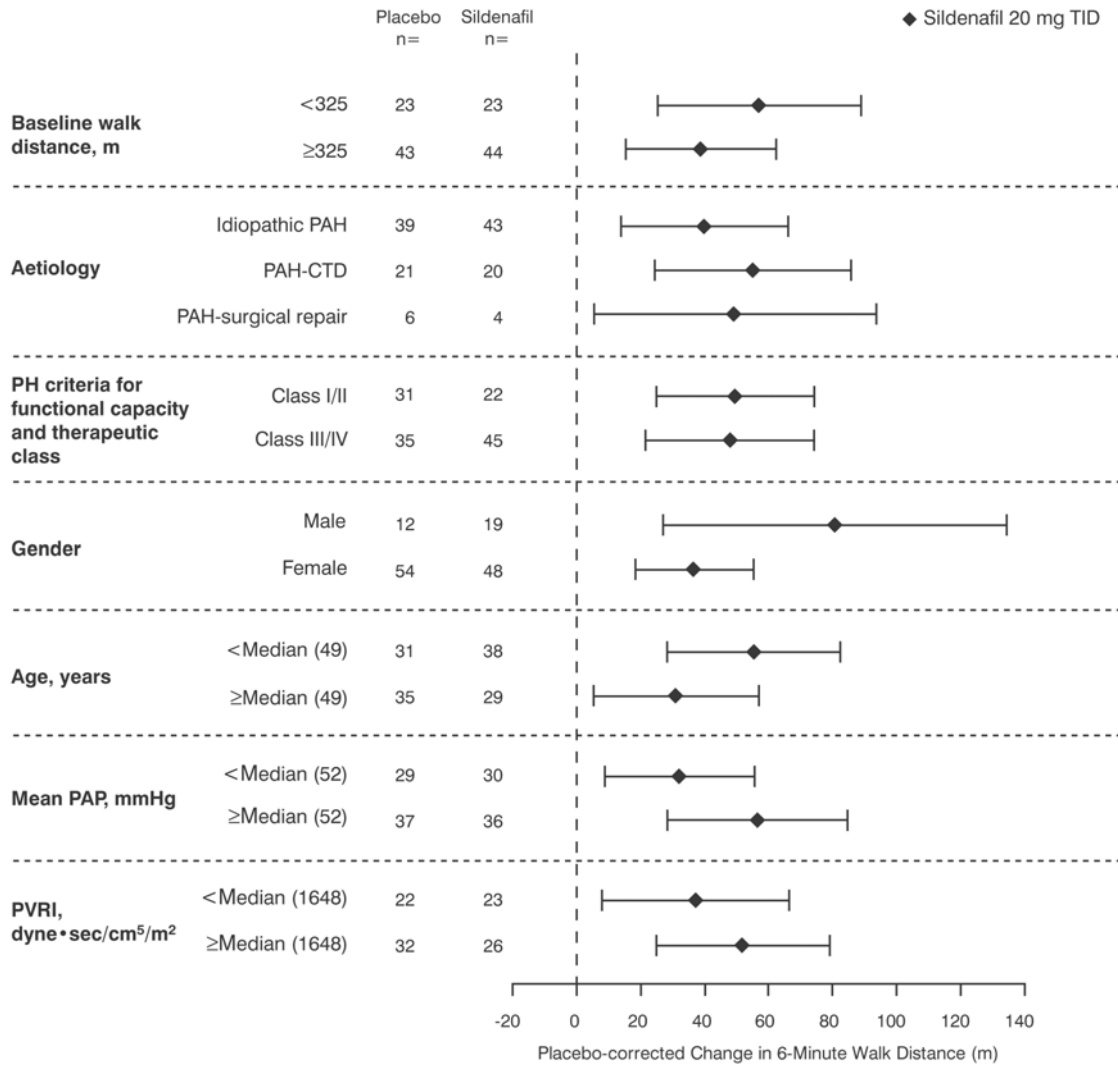 Placebo Sildenafil
n= n=
◆ Sildenafil 20 mg TID
Baseline walk
distance, m
<325 23 23
≥325 43 44
Aetiology
Idiopathic PAH 39 43
PAH-CTD 21 20
PAH-surgical repair 6 4
PH criteria for
functional capacity
and therapeutic
class
Class I/II 31 22
Class III/IV 35 45
Gender
Male 12 19
Female 54 48
Age, years
<Median (49) 31 38
≥Median (49) 35 29
Mean PAP, mmHg
<Median (52) 29 30
≥Median (52) 37 36
PVRI,
dyne•sec/cm⁵/m²
<Median (1648) 22 23
≥Median (1648) 32 26
-20 0 20 40 60 80 100 120 140
Placebo-corrected Change in 6-Minute Walk Distance (m)